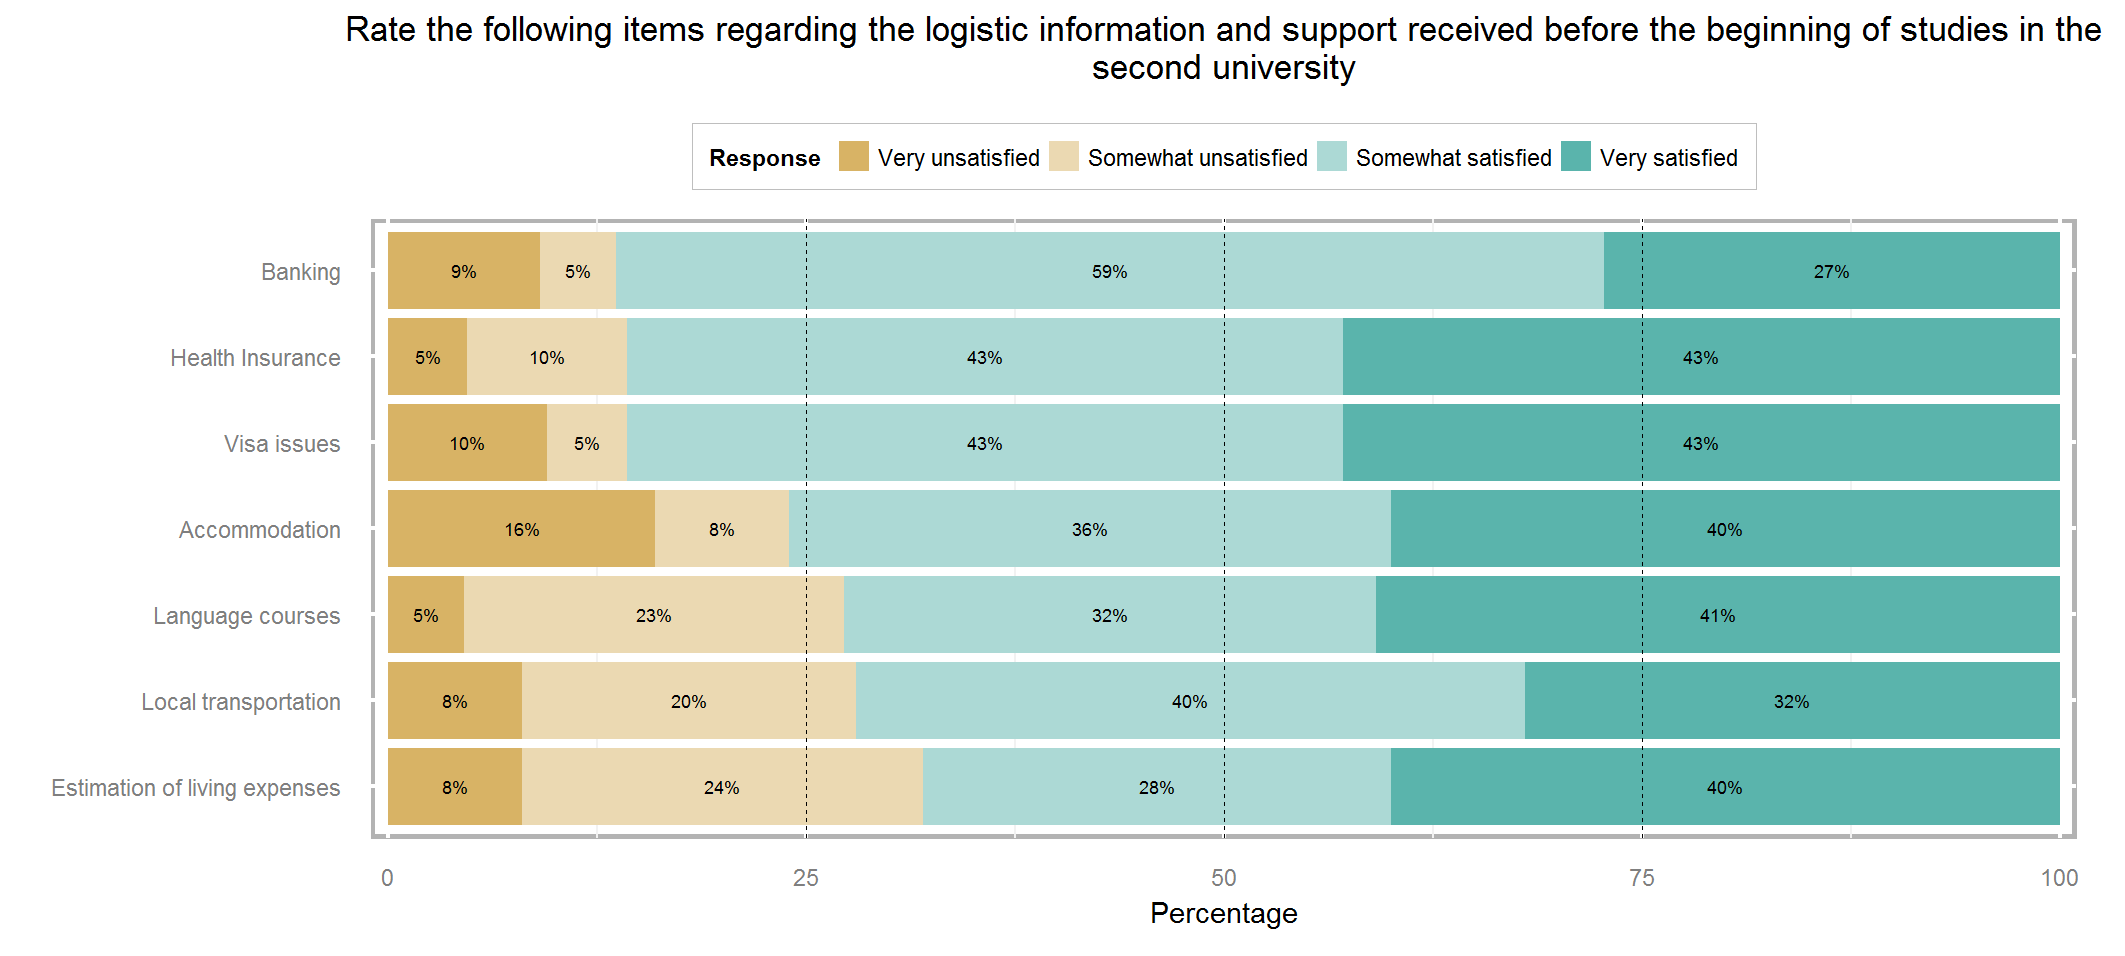 Rate the following items regarding the logistic information and support received before the beginning of studies in the
second university
Response Very unsatisfied Somewhat unsatisfied Somewhat satisfied Very satisfied
Banking 9% 5% 59% 27%
Health Insurance 5% 10% 43% 43%
Visa issues 10% 5% 43% 43%
Accommodation 16% 8% 36% 40%
Language courses 5% 23% 32% 41%
Local transportation 8% 20% 40% 32%
Estimation of living expenses 8% 24% 28% 40%
0 25 50 75 100
Percentage